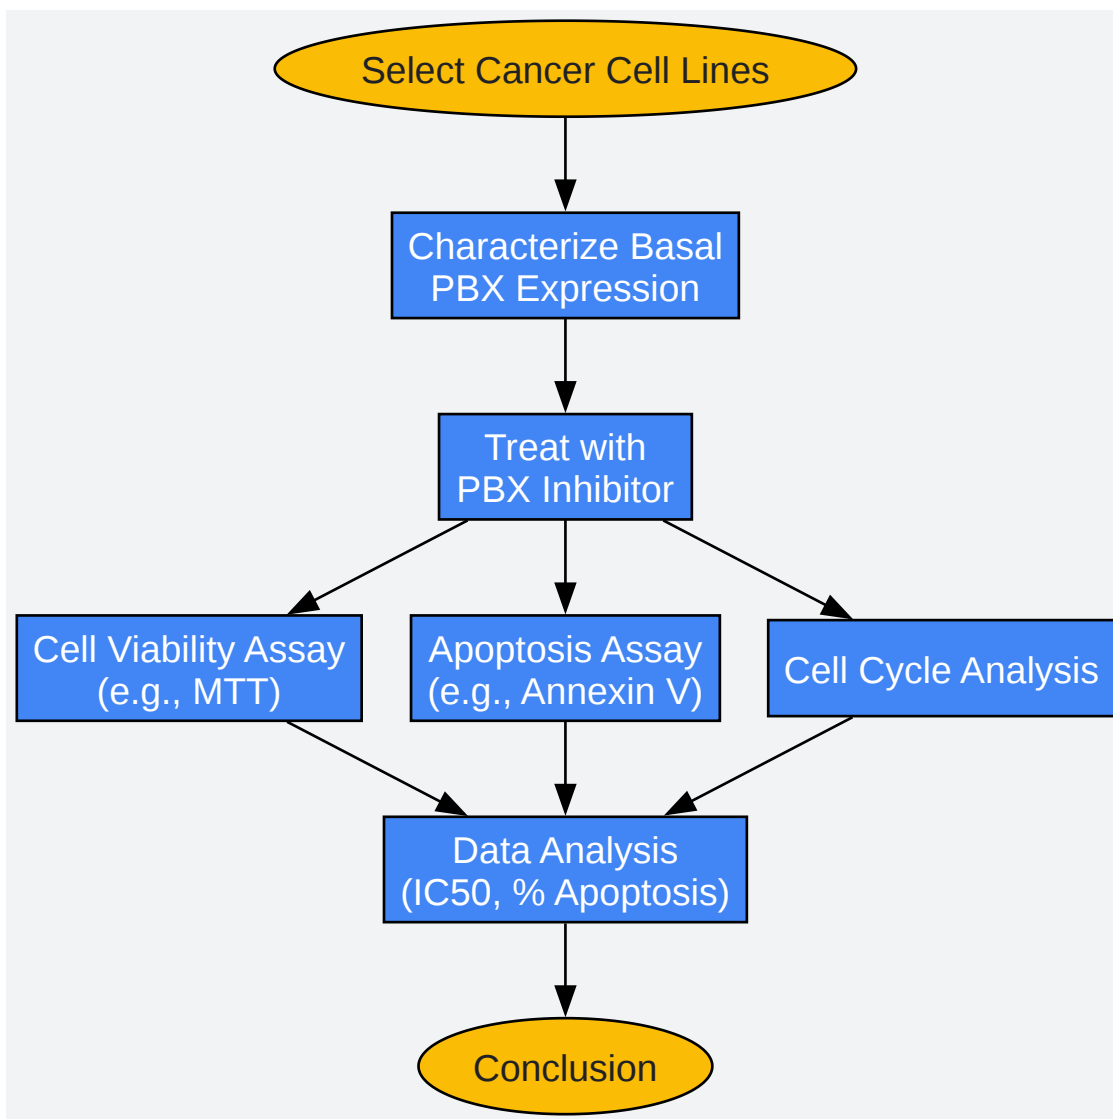 Select Cancer Cell Lines
Characterize Basal
PBX Expression
Treat with
PBX Inhibitor
Cell Viability Assay
(e.g., MTT)
Apoptosis Assay
(e.g., Annexin V)
Cell Cycle Analysis
Data Analysis
(IC50, % Apoptosis)
Conclusion